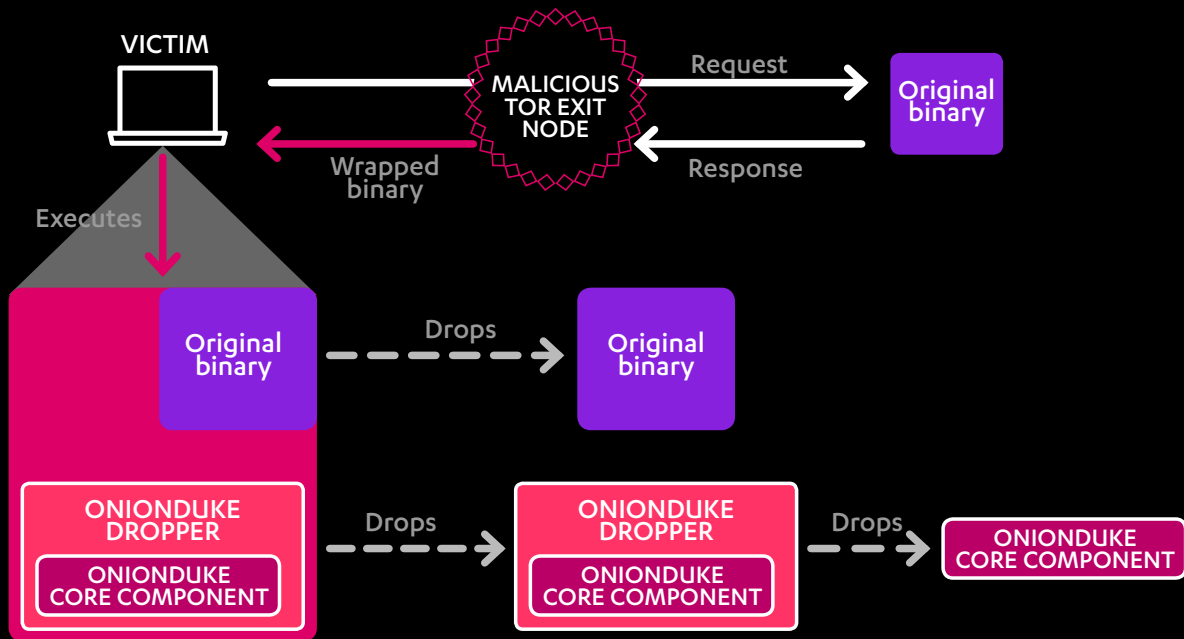 VICTIM
MALICIOUS
TOR EXIT
NODE
Request
Original
binary
Wrapped
binary
Response
Executes
Original
binary
Drops
Original
binary
ONIONDUKE
DROPPER
ONIONDUKE
CORE COMPONENT
Drops
ONIONDUKE
DROPPER
ONIONDUKE
CORE COMPONENT
Drops
ONIONDUKE
CORE COMPONENT